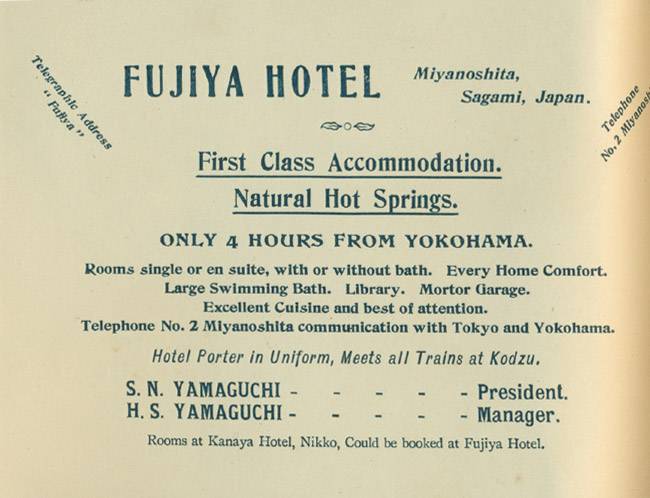 Telegraphic Address
"Fujiya"
FUJIYA HOTEL
Miyanoshita,
Sagami, Japan.
Telephone
No. 2 Miyanoshi
First Class Accommodation.
Natural Hot Springs.
ONLY 4 HOURS FROM YOKOHAMA.
Rooms single or en suite, with or without bath. Every Home Comfort.
Large Swimming Bath. Library. Mortor Garage.
Excellent Cuisine and best of attention.
Telephone No. 2 Miyanoshita communication with Tokyo and Yokohama.
Hotel Porter in Uniform, Meets all Trains at Kodzu.
S. N. YAMAGUCHI - - - - - President.
H. S. YAMAGUCHI - - - - - Manager.
Rooms at Kanaya Hotel, Nikko, Could be booked at Fujiya Hotel.